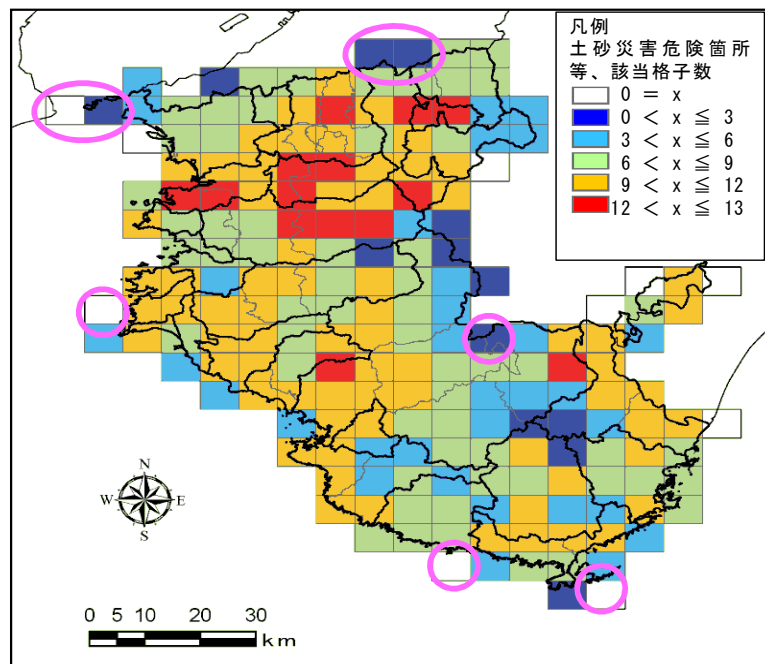 凡例
土砂災害危険箇所
等、該当格子数
0 = x
0 < x ≦ 3
3 < x ≦ 6
6 < x ≦ 9
9 < x ≦ 12
12 < x ≦ 13
N
W E
S
0 5 10 20 30
km